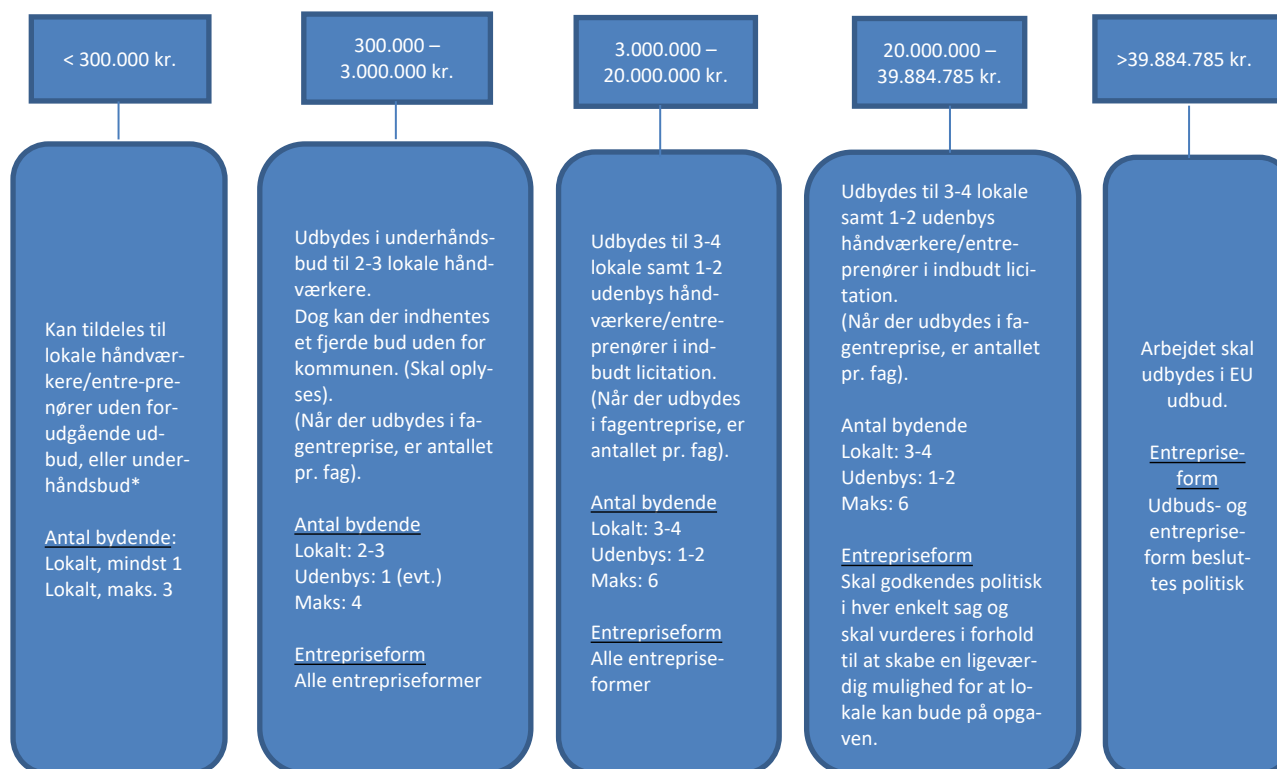 < 300.000 kr.
300.000 –
3.000.000 kr.
3.000.000 –
20.000.000 kr.
20.000.000 –
39.884.785 kr.
>39.884.785 kr.
Kan tildeles til
lokale håndvær-
kere/entre-pre-
nører uden for-
udgående ud-
bud, eller under-
håndsbud*
Antal bydende:
Lokalt, mindst 1
Lokalt, maks. 3
Udbydes i underhånds-
bud til 2-3 lokale hånd-
værkere.
Dog kan der indhentes
et fjerde bud uden for
kommunen. (Skal oply-
ses).
(Når der udbydes i fa-
gentreprise, er antallet
pr. fag).
Antal bydende
Lokalt: 2-3
Udenbys: 1 (evt.)
Maks: 4
Entrepriseform
Alle entrepriseformer
Udbydes til 3-4
lokale samt 1-2
udenbys hånd-
værkere/entre-
prenører i ind-
budt licitation.
(Når der udbydes
i fagentreprise, er
antallet pr. fag).
Antal bydende
Lokalt: 3-4
Udenbys: 1-2
Maks: 6
Entrepriseform
Alle entreprise-
former
Udbydes til 3-4 lokale
samt 1-2 udenbys
håndværkere/entre-
prenører i indbudt lici-
tation.
(Når der udbydes i fa-
gentreprise, er antallet
pr. fag).
Antal bydende
Lokalt: 3-4
Udenbys: 1-2
Maks: 6
Entrepriseform
Skal godkendes politisk
i hver enkelt sag og
skal vurderes i forhold
til at skabe en ligevær-
dig mulighed for at lo-
kale kan bude på opga-
ven.
Arbejdet skal
udbydes i EU
udbud.
Entreprise-
form
Udbuds- og
entreprise-
form beslut-
tes politisk